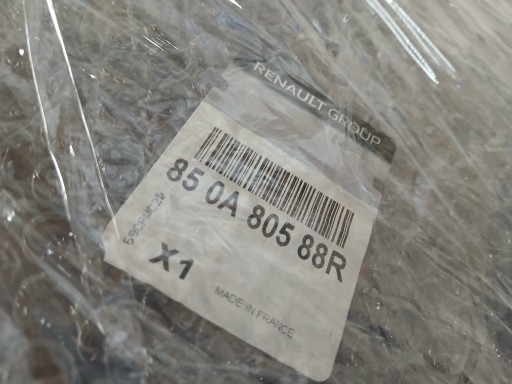 RENAULT GROUP
85 0A 805 88R
X1
MADE IN FRANCE